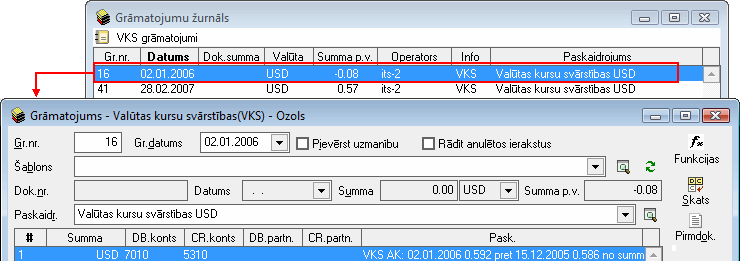 Grāmatojumu žurnāls
VKS grāmatojumi
Gr.nr. Datums Dok.summa Valūta Summa p.v. Operators Info Paskaidrojums
16 02.01.2006 USD -0.08 its-2 VKS Valūtas kursu svārstības USD
41 28.02.2007 USD 0.57 its-2 VKS Valūtas kursu svārstības USD
Grāmatojums - Valūtas kursu svārstības(VKS) - Ozols
Gr.nr. 16 Gr.datums 02.01.2006 Pievērst uzmanību Rādīt anulētos ierakstus
Funkcijas
Šablons
Dok.nr. Datums . . Summa 0.00 USD Summa p.v. -0.08
Skats
Paskaidr. Valūtas kursu svārstības USD
Pirmdok.
# Summa DB.konts CR.konts DB.partn. CR.partn. Pask.
1 USD 7010 5310 VKS AK: 02.01.2006 0.592 pret 15.12.2005 0.586 no summ